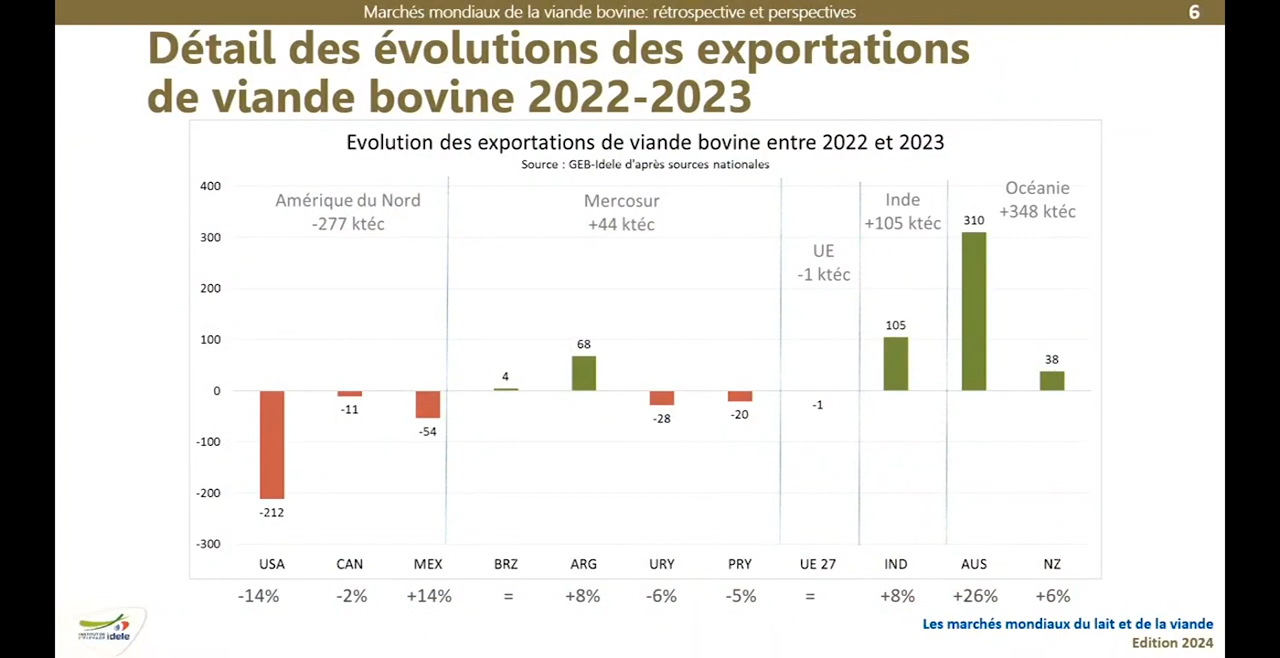 Marchés mondiaux de la viande bovine: rétrospective et perspectives
6
Détail des évolutions des exportations
de viande bovine 2022-2023
Evolution des exportations de viande bovine entre 2022 et 2023
Source : GEB-Idele d'après sources nationales
400
300
200
100
0
-100
-200
-300
Amérique du Nord
-277 ktéc
Mercosur
+44 ktéc
UE
-1 ktéc
Inde
+105 ktéc
Océanie
+348 ktéc
-212
-11
-54
4
68
-28
-20
-1
105
310
38
USA CAN MEX BRZ ARG URY PRY UE 27 IND AUS NZ
-14% -2% +14% = +8% -6% -5% = +8% +26% +6%
INSTITUT DE
L'ELEVAGE idele
Les marchés mondiaux du lait et de la viande
Edition 2024